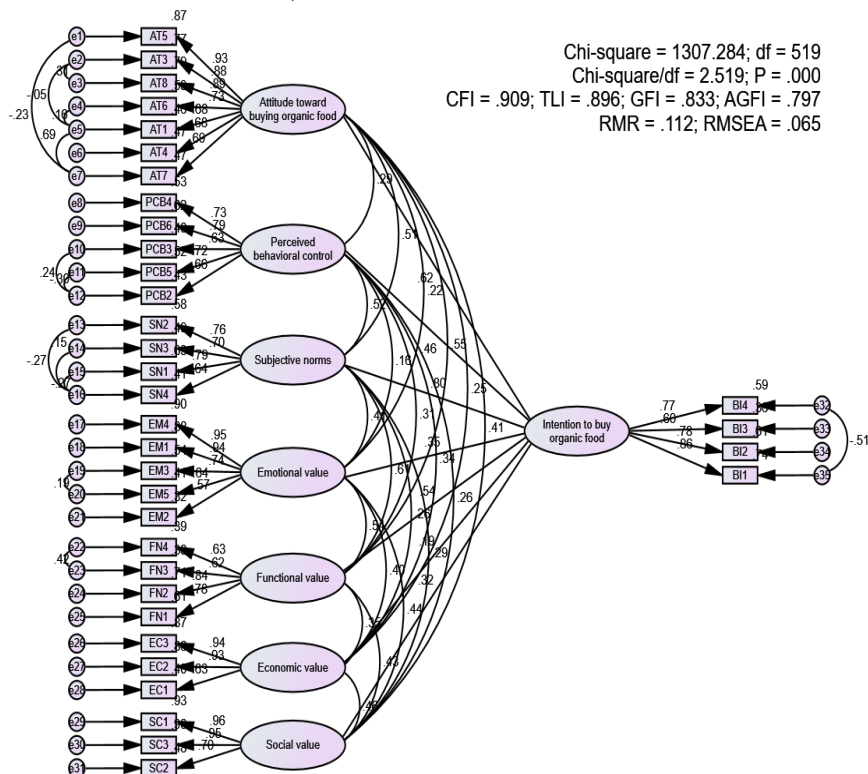 Chi-square = 1307.284; df = 519
Chi-square/df = 2.519; P = .000
CFI = .909; TLI = .896; GFI = .833; AGFI = .797
RMR = .112; RMSEA = .065
.87
e1 AT5 .93
e2 AT3 .88
e3 AT8 .89
e4 AT6 .73
e5 AT1 .68
e6 AT4 .68
e7 AT7 .69
-.05
-.23
.69
Attitude toward
buying organic food
e8 PCB4 .73
e9 PCB6 .79
e10 PCB3 .63
e11 PCB5 .72
e12 PCB2 .66
.24
Perceived
behavioral control
.58
e13 SN2 .76
e14 SN3 .70
e15 SN1 .79
e16 SN4 .64
.15
-.27
Subjective norms
.90
e17 EM4 .95
e18 EM1 .94
e19 EM3 .74
e20 EM5 .64
e21 EM2 .57
Emotional value
.39
e22 FN4 .63
e23 FN3 .62
e24 FN2 .84
e25 FN1 .78
.42
Functional value
e26 EC3 .94
e27 EC2 .93
e28 EC1 .63
Economic value
.93
e29 SC1 .96
e30 SC3 .95
e31 SC2 .70
Social value
.29
.51
.62
.22
.52
.16
.46
.55
.80
.25
.31
.41
.35
.34
.54
.26
.19
.29
.40
.32
.44
.43
Intention to buy
organic food
.59
.77 BI4 e32
.60 BI3 e33
.78 BI2 e34
.86 BI1 e35
-.51